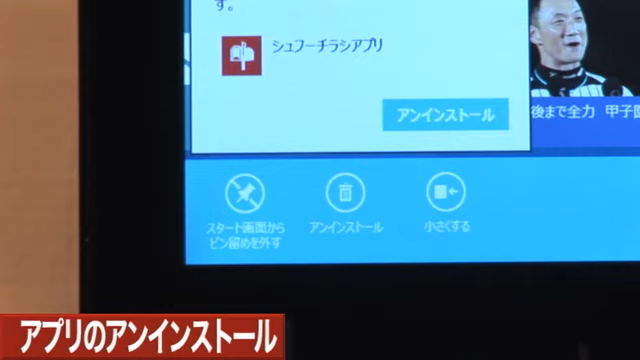 す。
シュフーチラシアプリ
アンインストール
後まで全力 甲子園
スタート画面から
ピン留めを外す
アンインストール
小さくする
アプリのアンインストール